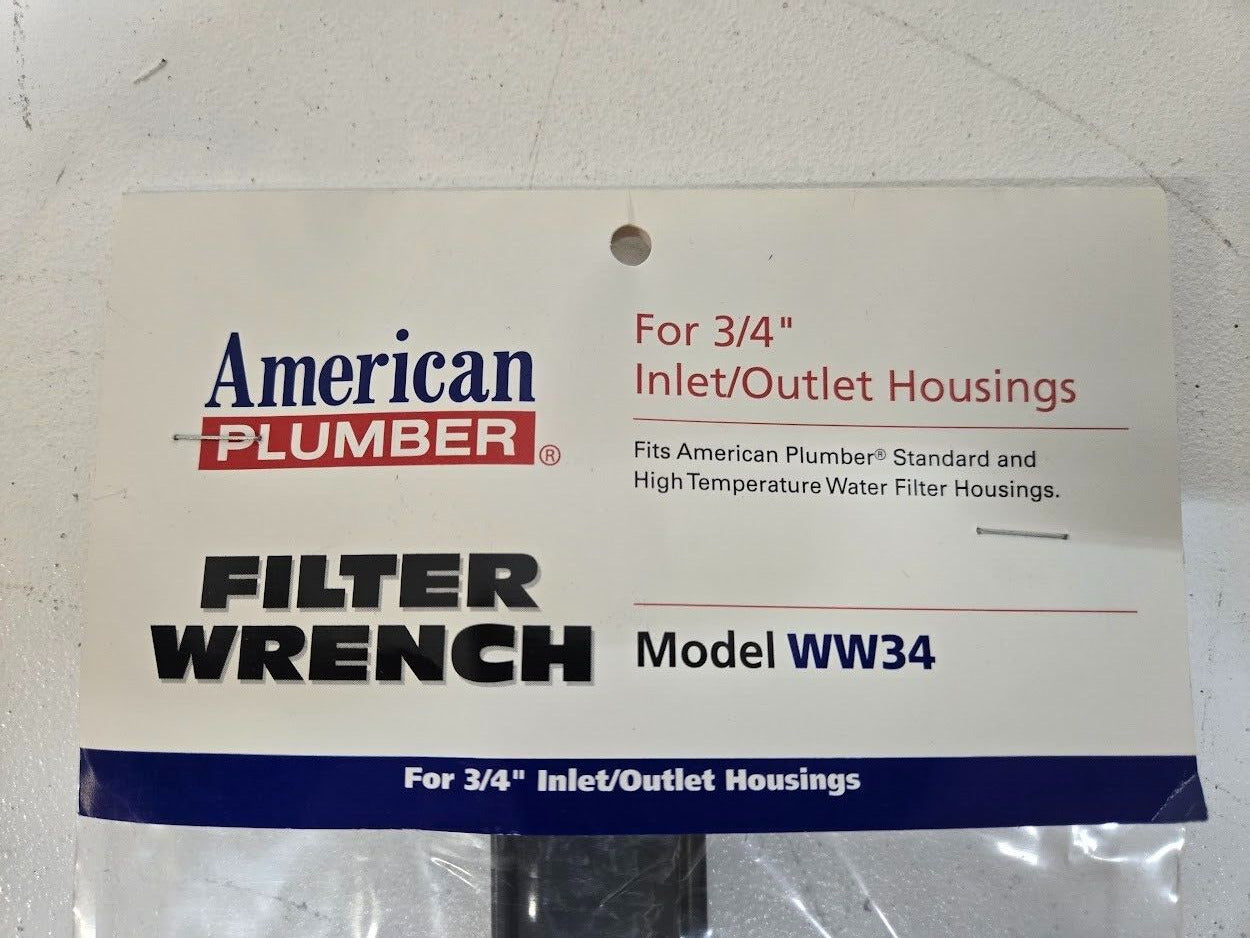 American
PLUMBER®
For 3/4"
Inlet/Outlet Housings
Fits American Plumber® Standard and
High Temperature Water Filter Housings.
FILTER
WRENCH
Model WW34
For 3/4" Inlet/Outlet Housings